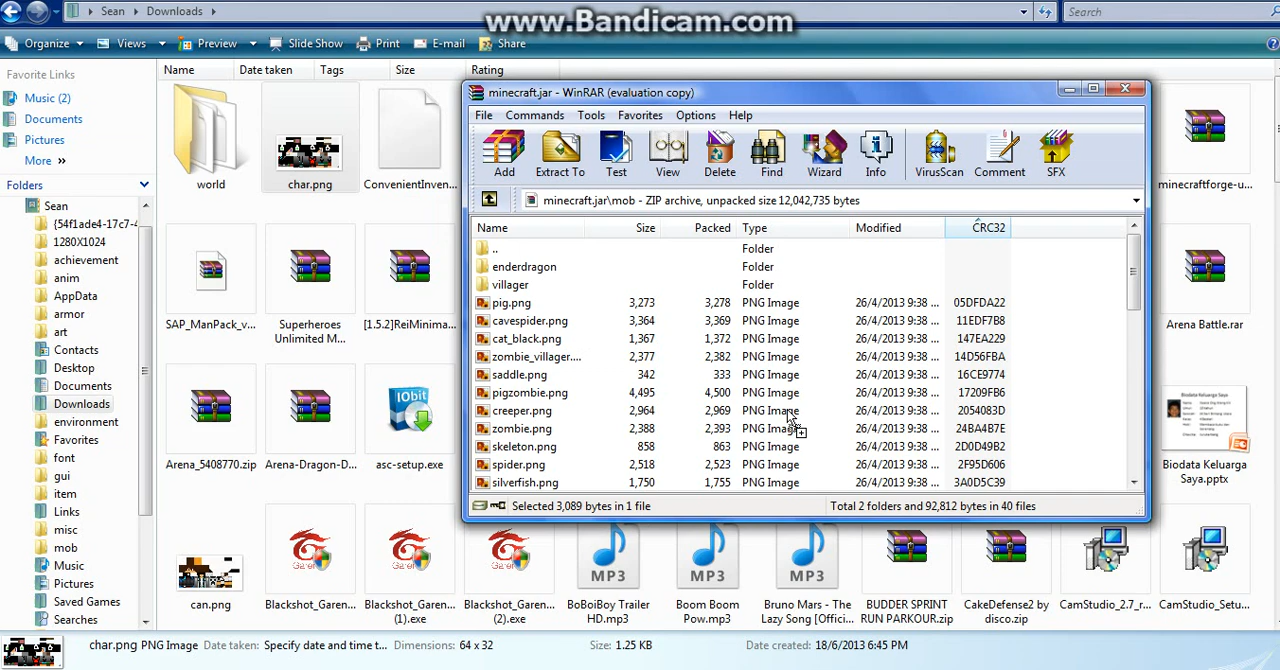 www.Bandicam.com
Sean ▸ Downloads ▸
Search
Organize
Views
Preview
Slide Show
Print
E-mail
Share
Favorite Links
Music (2)
Documents
Pictures
More »
Folders
Sean
{54f1ade4-17c7-4
1280X1024
achievement
anim
AppData
armor
art
Contacts
Desktop
Documents
Downloads
environment
Favorites
font
gui
item
Links
misc
mob
Music
Pictures
Saved Games
Searches
Name Date taken Tags Size Rating
world
char.png
ConvenientInven...
minecraftforge-u...
SAP_ManPack_v...
Superheroes
Unlimited M...
[1.5.2]ReiMinima...
Arena Battle.rar
Arena_5408770.zip
Arena-Dragon-D...
IObit
asc-setup.exe
Biodata Keluarga
Saya.pptx
can.png
Blackshot_Garen...
Blackshot_Garen...
(1).exe
Blackshot_Garen...
(2).exe
MP3
BoBoiBoy Trailer
HD.mp3
MP3
Boom Boom
Pow.mp3
MP3
Bruno Mars - The
Lazy Song [Offici...
BUDDER SPRINT
RUN PARKOUR.zip
CakeDefense2 by
disco.zip
CamStudio_2.7_r...
CamStudio_Setu...
minecraft.jar - WinRAR (evaluation copy)
File Commands Tools Favorites Options Help
Add Extract To Test View Delete Find Wizard Info VirusScan Comment SFX
minecraft.jar\mob - ZIP archive, unpacked size 12,042,735 bytes
Name Size Packed Type Modified CRC32
.. Folder
enderdragon Folder
villager Folder
pig.png 3,273 3,278 PNG Image 26/4/2013 9:38 ... 05DFDA22
cavespider.png 3,364 3,369 PNG Image 26/4/2013 9:38 ... 11EDF7B8
cat_black.png 1,367 1,372 PNG Image 26/4/2013 9:38 ... 147EA229
zombie_villager.... 2,377 2,382 PNG Image 26/4/2013 9:38 ... 14D56FBA
saddle.png 342 333 PNG Image 26/4/2013 9:38 ... 16CE9774
pigzombie.png 4,495 4,500 PNG Image 26/4/2013 9:38 ... 17209FB6
creeper.png 2,964 2,969 PNG Image 26/4/2013 9:38 ... 2054083D
zombie.png 2,388 2,393 PNG Image 26/4/2013 9:38 ... 24BA4B7E
skeleton.png 858 863 PNG Image 26/4/2013 9:38 ... 2D0D49B2
spider.png 2,518 2,523 PNG Image 26/4/2013 9:38 ... 2F95D606
silverfish.png 1,750 1,755 PNG Image 26/4/2013 9:38 ... 3A0D5C39
Selected 3,089 bytes in 1 file
Total 2 folders and 92,812 bytes in 40 files
char.png PNG Image Date taken: Specify date and time t... Dimensions: 64 x 32 Size: 1.25 KB Date created: 18/6/2013 6:45 PM